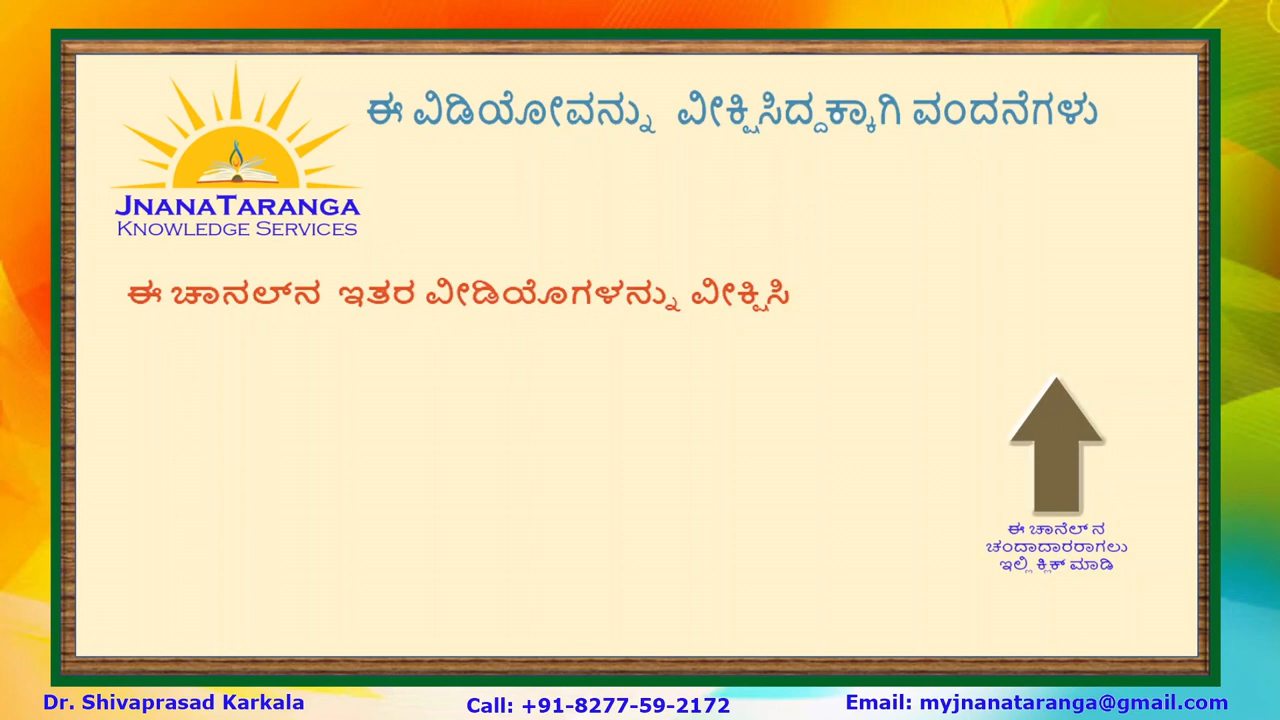 ಈ ವಿಡಿಯೋವನ್ನು ವೀಕ್ಷಿಸಿದ್ದಕ್ಕಾಗಿ ವಂದನೆಗಳು
JNANATARANGA
KNOWLEDGE SERVICES
ಈ ಚಾನಲ್‌ನ ಇತರ ವೀಡಿಯೊಗಳನ್ನು ವೀಕ್ಷಿಸಿ
ಈ ಚಾನೆಲ್ ನ
ಚಂದಾದಾರರಾಗಲು
ಇಲ್ಲಿ ಕ್ಲಿಕ್ ಮಾಡಿ
Dr. Shivaprasad Karkala
Call: +91-8277-59-2172
Email: myjnanataranga@gmail.com